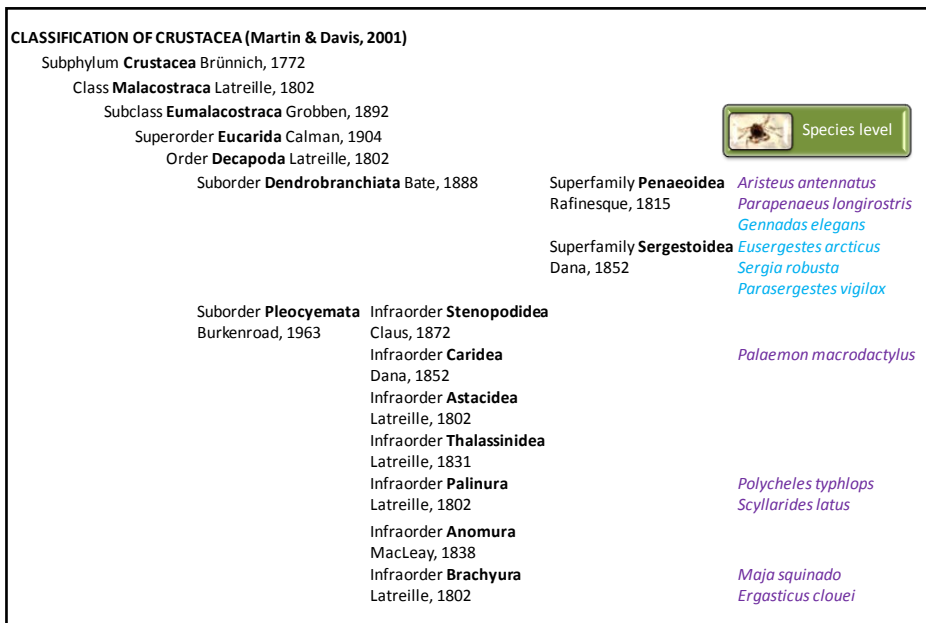 CLASSIFICATION OF CRUSTACEA (Martin & Davis, 2001)
Subphylum Crustacea Brünnich, 1772
Class Malacostraca Latreille, 1802
Subclass Eumalacostraca Grobben, 1892
Superorder Eucarida Calman, 1904
Species level
Order Decapoda Latreille, 1802
Suborder Dendrobranchiata Bate, 1888 Superfamily Penaeoidea Aristeus antennatus
Rafinesque, 1815 Parapenaeus longirostris
Gennadas elegans
Superfamily Sergestoidea Eusergestes arcticus
Dana, 1852 Sergia robusta
Parasergestes vigilax
Suborder Pleocyemata Infraorder Stenopodidea
Burkenroad, 1963 Claus, 1872
Infraorder Caridea Palaemon macrodactylus
Dana, 1852
Infraorder Astacidea
Latreille, 1802
Infraorder Thalassinidea
Latreille, 1831
Infraorder Palinura Polycheles typhlops
Latreille, 1802 Scyllarides latus
Infraorder Anomura
MacLeay, 1838
Infraorder Brachyura Maja squinado
Latreille, 1802 Ergasticus clouei